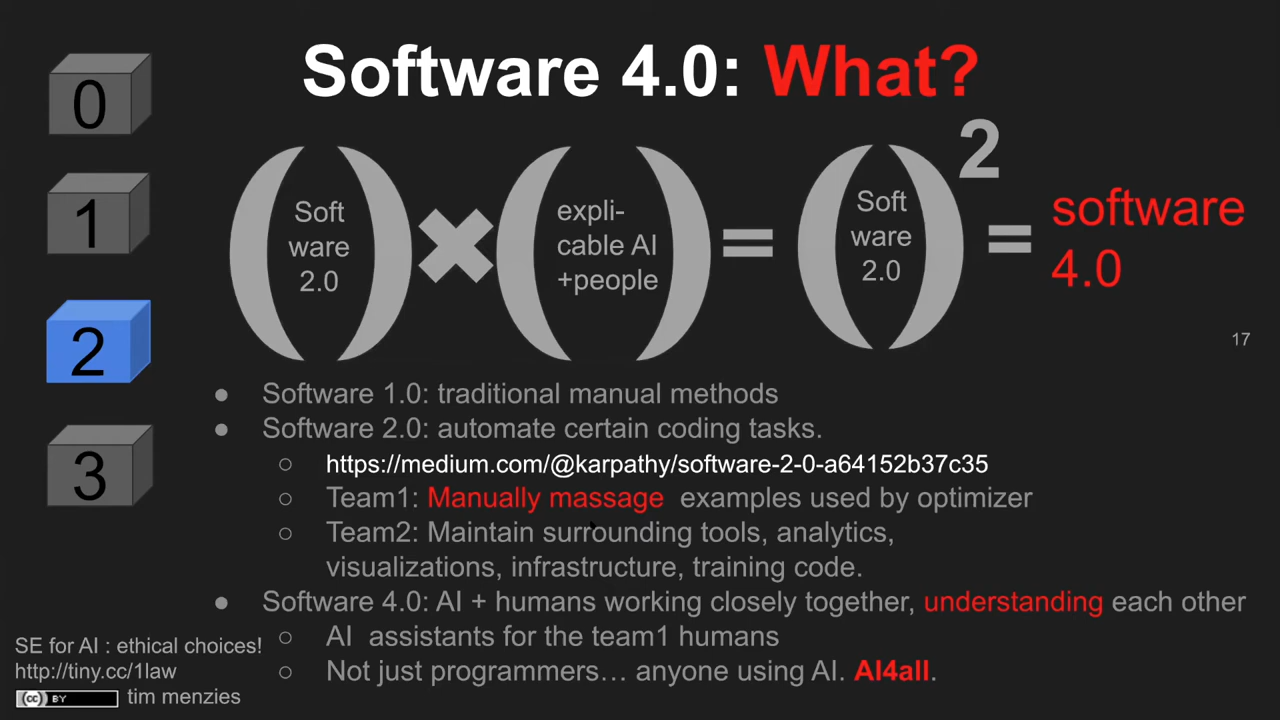 Software 4.0: What?
0
1
2
3
Soft
ware
2.0
expli-
cable AI
+people
=
Soft
ware
2.0
2
=
software
4.0
17
● Software 1.0: traditional manual methods
● Software 2.0: automate certain coding tasks.
○ https://medium.com/@karpathy/software-2-0-a64152b37c35
○ Team1: Manually massage examples used by optimizer
○ Team2: Maintain surrounding tools, analytics,
visualizations, infrastructure, training code.
● Software 4.0: AI + humans working closely together, understanding each other
○ AI assistants for the team1 humans
○ Not just programmers… anyone using AI. AI4all.
SE for AI : ethical choices!
http://tiny.cc/1law
(cc) BY tim menzies